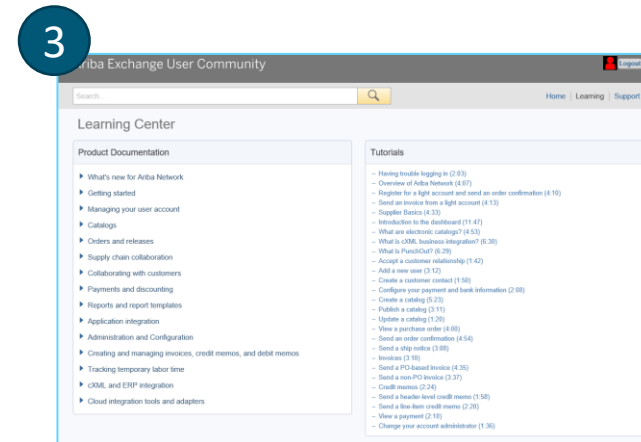 3
Ariba Exchange User Community
Logout
Search...
Home | Learning | Support
Learning Center
Product Documentation
What's new for Ariba Network
Getting started
Managing your user account
Catalogs
Orders and releases
Supply chain collaboration
Collaborating with customers
Payments and discounting
Reports and report templates
Application integration
Administration and Configuration
Creating and managing invoices, credit memos, and debit memos
Tracking temporary labor time
cXML and ERP integration
Cloud integration tools and adapters
Tutorials
– Having trouble logging in (2:03)
– Overview of Ariba Network (4:07)
– Register for a light account and send an order confirmation (4:10)
– Send an invoice from a light account (4:13)
– Supplier Basics (4:33)
– Introduction to the dashboard (11:47)
– What are electronic catalogs? (4:53)
– What is cXML business integration? (6:30)
– What is PunchOut? (6:29)
– Accept a customer relationship (1:42)
– Add a new user (3:12)
– Create a customer contact (1:50)
– Configure your payment and bank information (2:08)
– Create a catalog (5:23)
– Publish a catalog (3:11)
– Update a catalog (1:20)
– View a purchase order (4:00)
– Send an order confirmation (4:54)
– Send a ship notice (3:08)
– Invoices (3:10)
– Send a PO-based invoice (4:35)
– Send a non-PO invoice (3:37)
– Credit memos (2:24)
– Send a header-level credit memo (1:58)
– Send a line-item credit memo (2:20)
– View a payment (2:10)
– Change your account administrator (1:36)